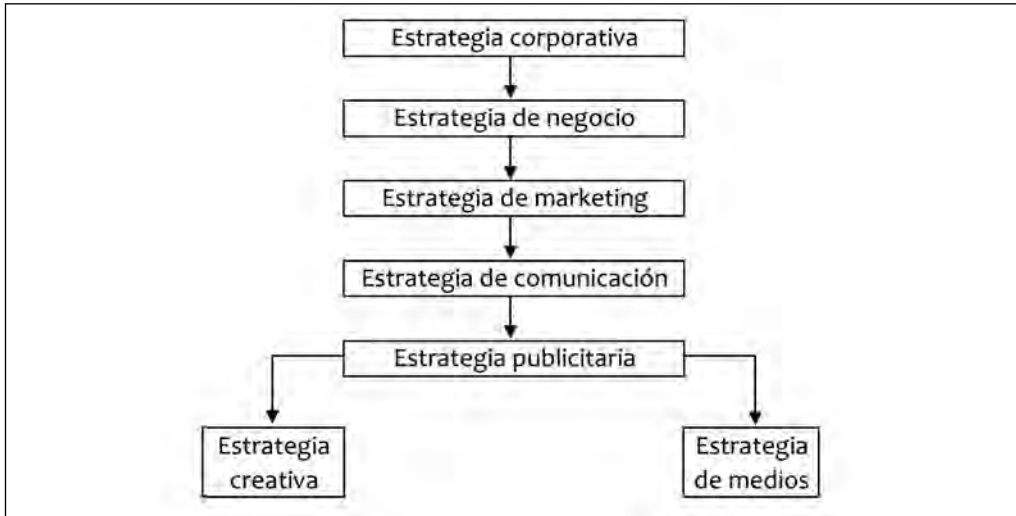 Estrategia corporativa
Estrategia de negocio
Estrategia de marketing
Estrategia de comunicación
Estrategia publicitaria
Estrategia
creativa
Estrategia
de medios